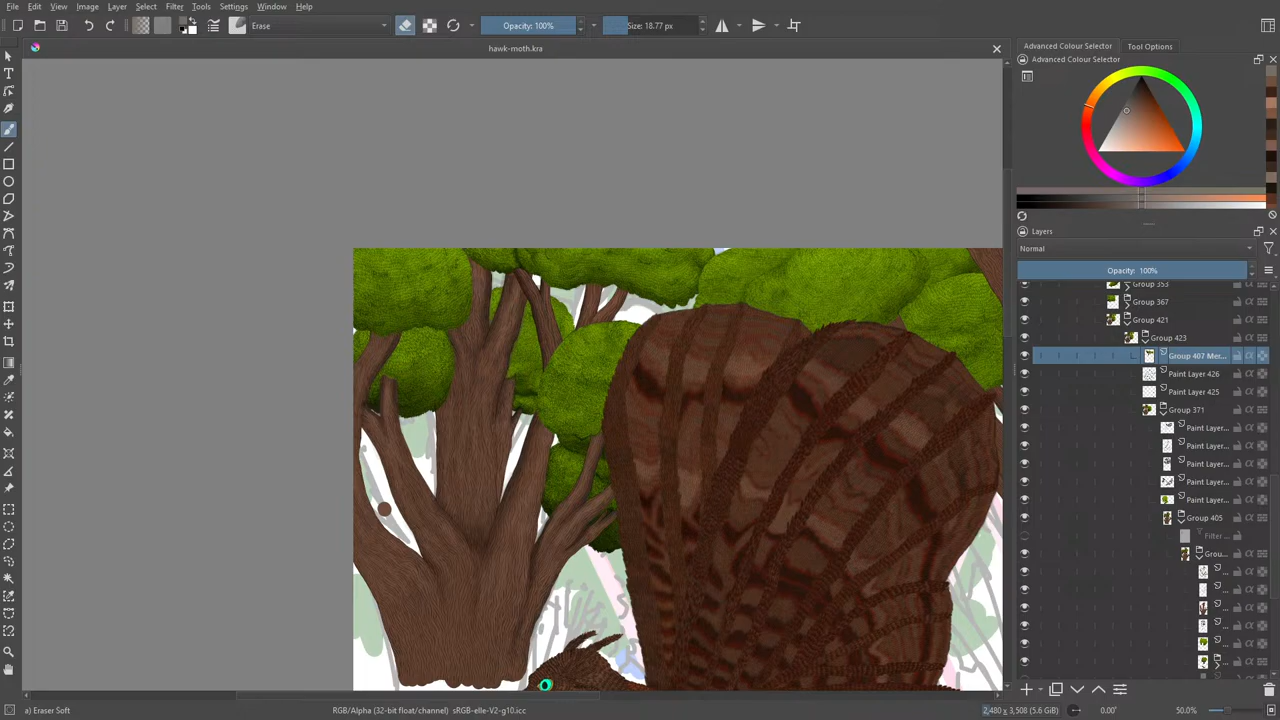 File Edit View Image Layer Select Filter Tools Settings Window Help
Erase
Opacity: 100%
Size: 18.77 px
hawk-moth.kra
Advanced Colour Selector
Tool Options
Advanced Colour Selector
Layers
Normal
Opacity: 100%
Group 353
Group 367
Group 421
Group 423
Group 407 Mer...
Paint Layer 426
Paint Layer 425
Group 371
Paint Layer...
Paint Layer...
Paint Layer...
Paint Layer...
Paint Layer...
Group 405
Filter ...
Grou...
a) Eraser Soft
RGB/Alpha (32-bit float/channel) sRGB-elle-V2-g10.icc
2,480 x 3,508 (5.6 GiB)
0.00°
50.0%